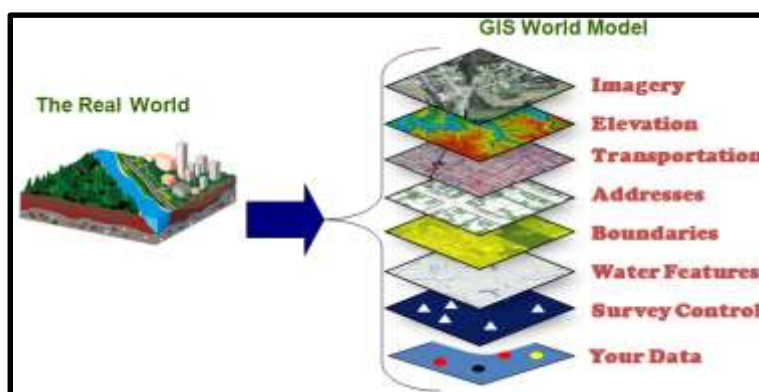 GIS World Model
The Real World
Imagery
Elevation
Transportation
Addresses
Boundaries
Water Features
Survey Control
Your Data